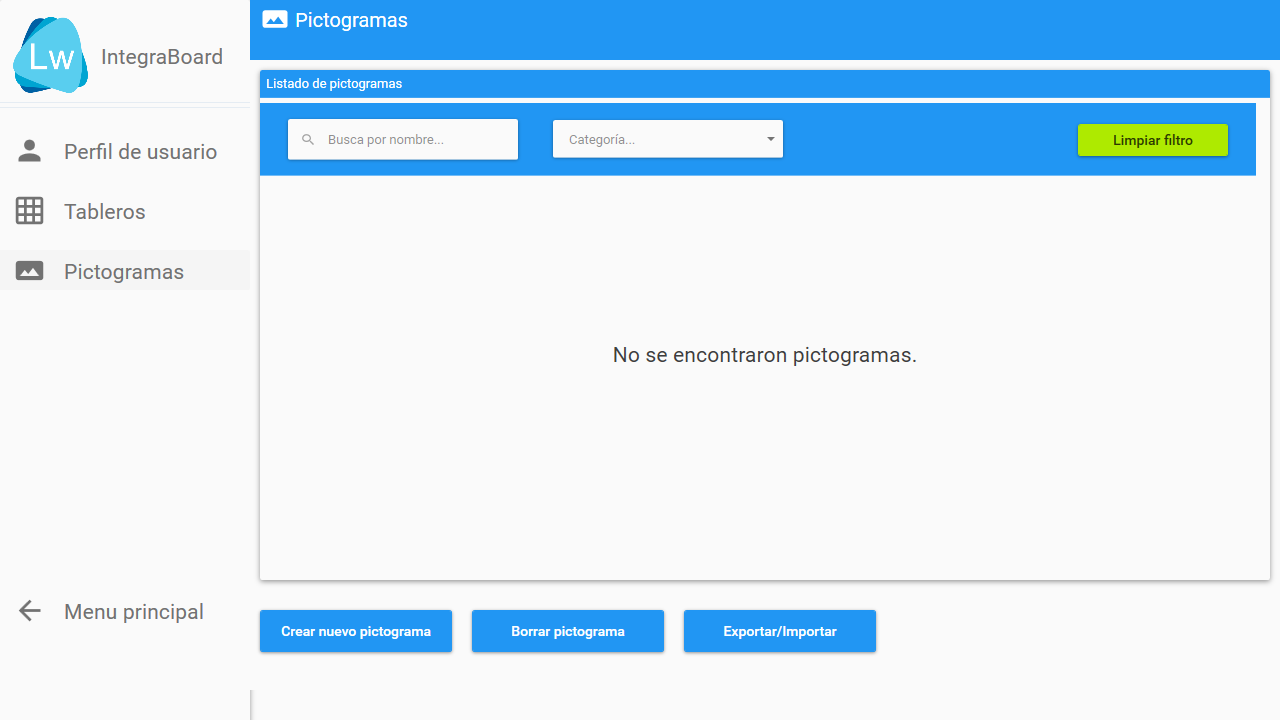 Lw
IntegraBoard
Perfil de usuario
Tableros
Pictogramas
Menu principal
Pictogramas
Listado de pictogramas
Busca por nombre...
Categoría...
Limpiar filtro
No se encontraron pictogramas.
Crear nuevo pictograma
Borrar pictograma
Exportar/Importar